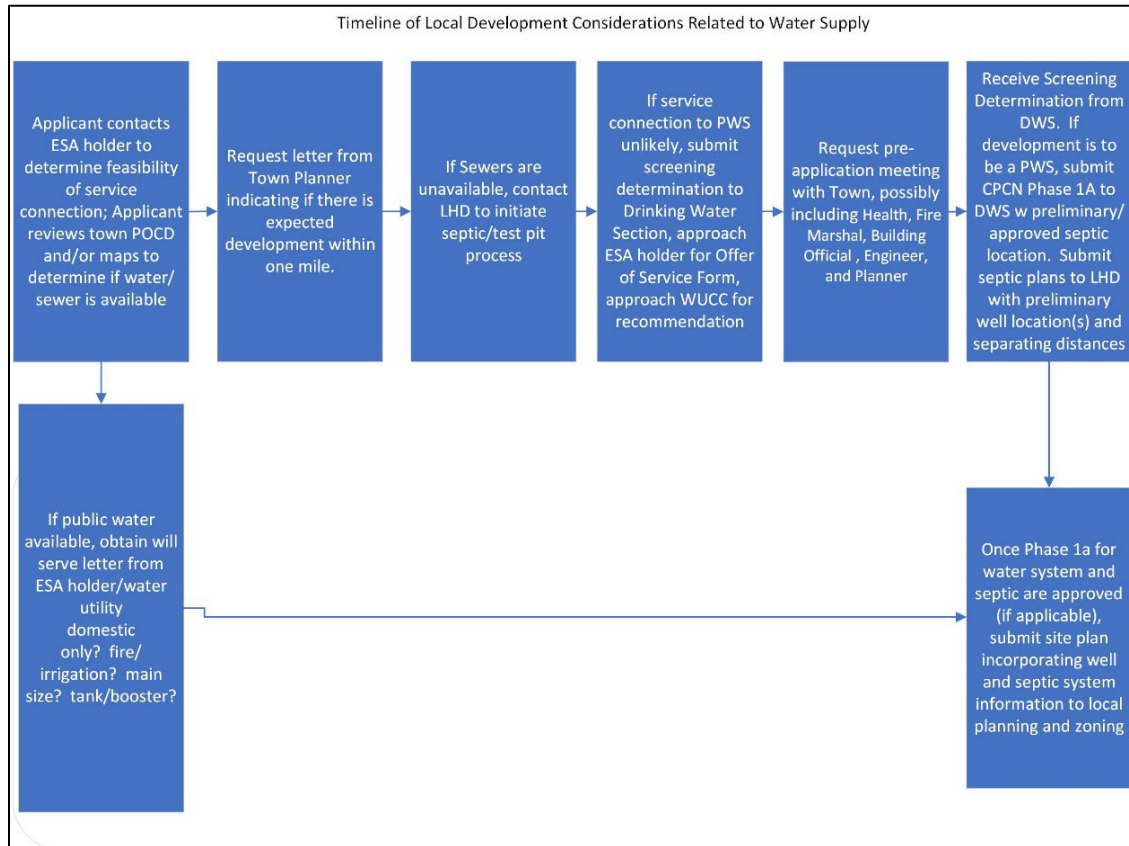 Timeline of Local Development Considerations Related to Water Supply
Applicant contacts
ESA holder to
determine feasibility
of service
connection; Applicant
reviews town POCD
and/or maps to
determine if water/
sewer is available
Request letter from
Town Planner
indicating if there is
expected
development within
one mile.
If Sewers are
unavailable, contact
LHD to initiate
septic/test pit
process
If service
connection to PWS
unlikely, submit
screening
determination to
Drinking Water
Section, approach
ESA holder for Offer
of Service Form,
approach WUCC for
recommendation
Request pre-
application meeting
with Town, possibly
including Health, Fire
Marshal, Building
Official , Engineer,
and Planner
Receive Screening
Determination from
DWS.  If
development is to
be a PWS, submit
CPCN Phase 1A to
DWS w preliminary/
approved septic
location.  Submit
septic plans to LHD
with preliminary
well location(s) and
separating distances
If public water
available, obtain will
serve letter from
ESA holder/water
utility
domestic
only?  fire/
irrigation?  main
size?  tank/booster?
Once Phase 1a for
water system and
septic are approved
(if applicable),
submit site plan
incorporating well
and septic system
information to local
planning and zoning